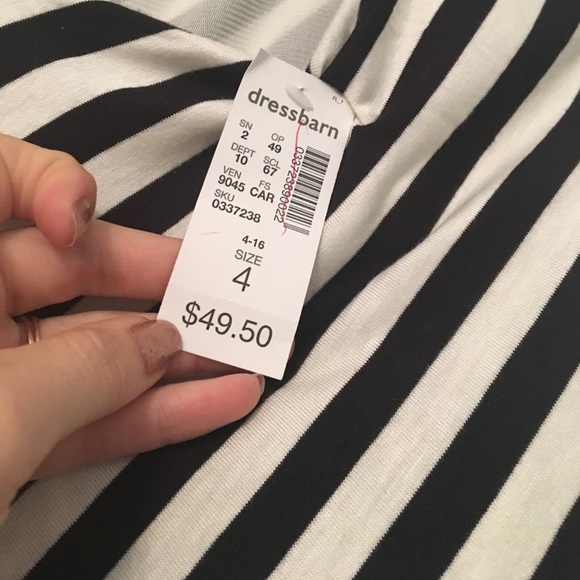 dressbarn
SN OP
2 49
DEPT SCL
10 67
VEN FS
9045 CAR
SKU
0337238
033723890022
4-16
SIZE
4
$49.50